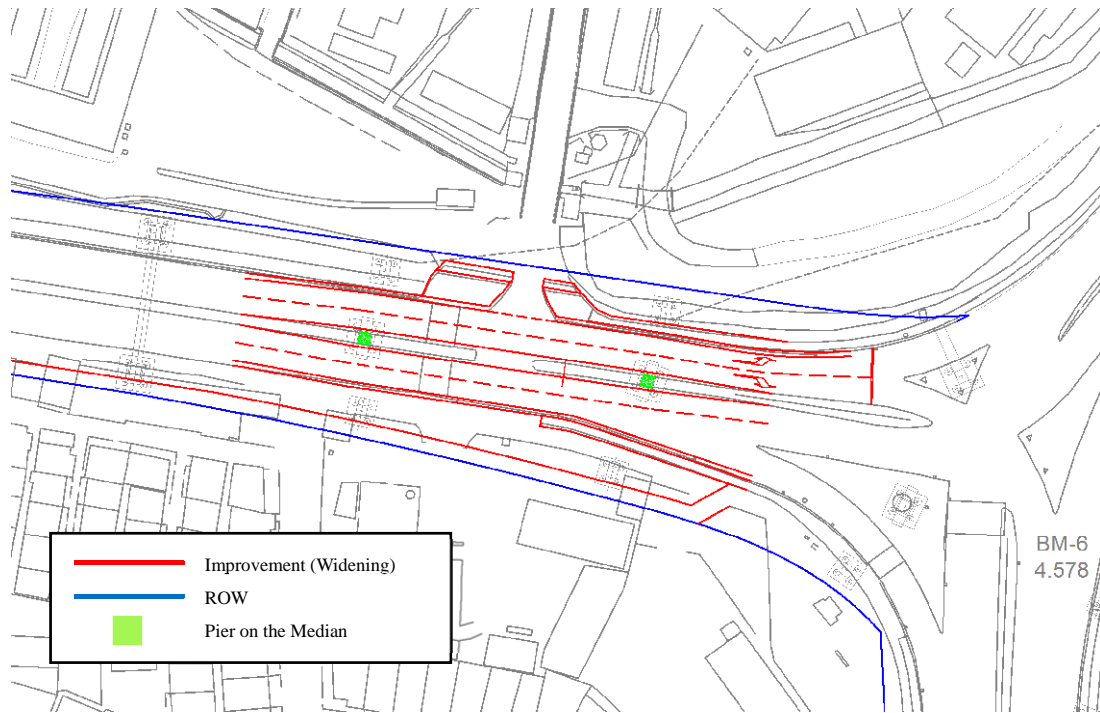 BM-6
4.578
Improvement (Widening)
ROW
Pier on the Median